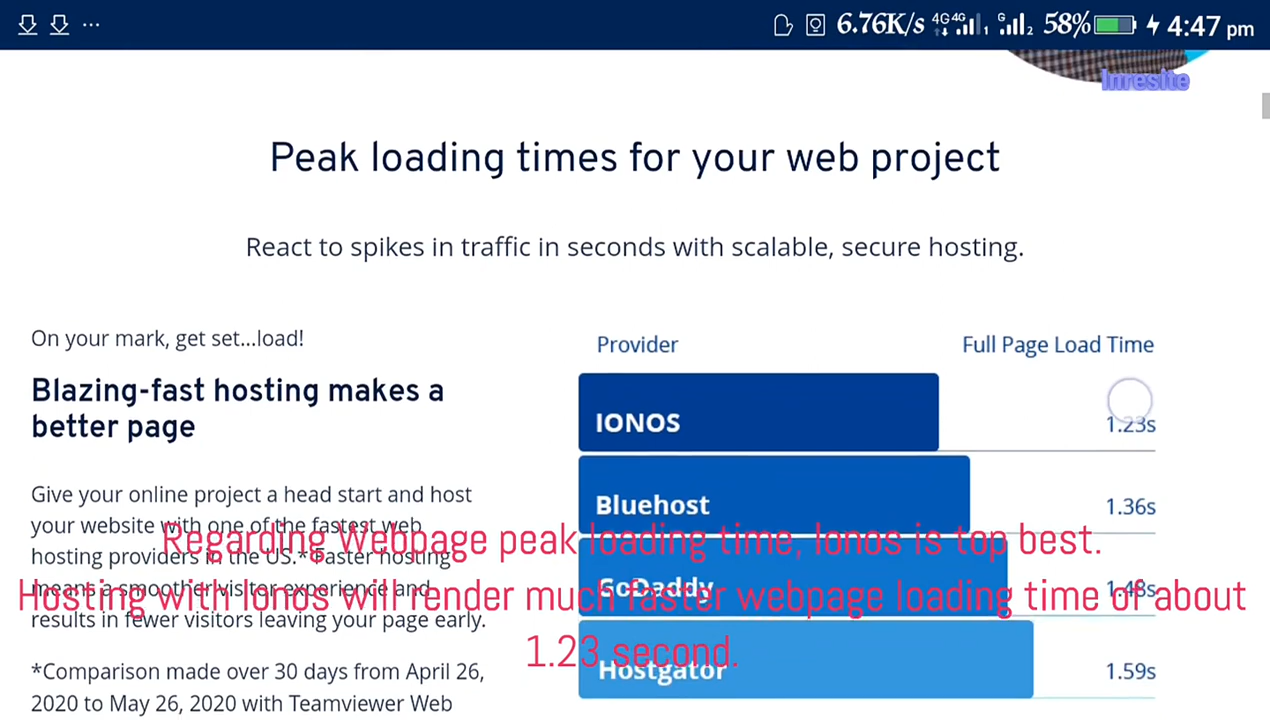 6.76K/s 4G 4G 1 G 2 58% 4:47 pm
Inresite
Peak loading times for your web project
React to spikes in traffic in seconds with scalable, secure hosting.
On your mark, get set...load!
Blazing-fast hosting makes a
better page
Give your online project a head start and host
your website with one of the fastest web
hosting providers in the US.* Faster hosting
means a smoother visitor experience and
results in fewer visitors leaving your page early.
*Comparison made over 30 days from April 26,
2020 to May 26, 2020 with Teamviewer Web
Provider Full Page Load Time
IONOS 1.23s
Bluehost 1.36s
GoDaddy 1.48s
Hostgator 1.59s
Regarding Webpage peak loading time, Ionos is top best.
Hosting with Ionos will render much faster webpage loading time of about
1.23 second.